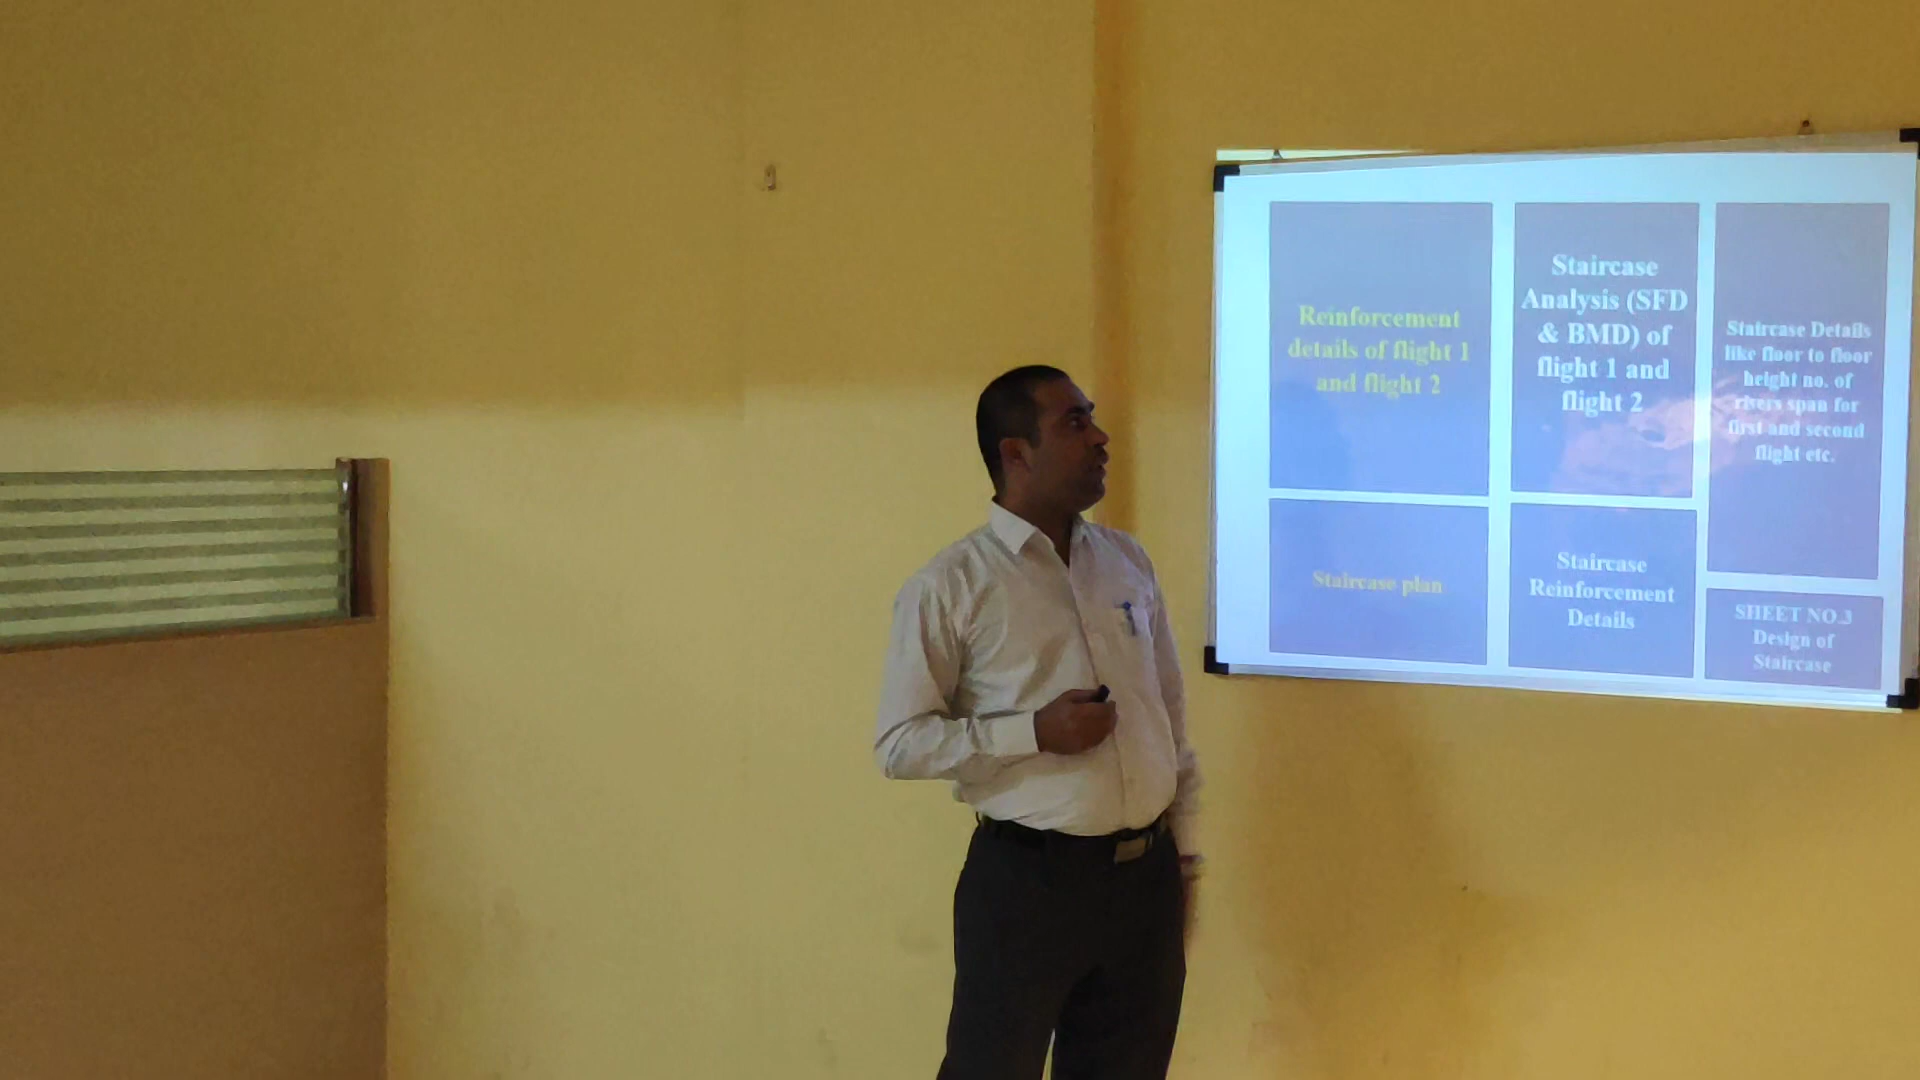 Reinforcement
details of flight 1
and flight 2
Staircase
Analysis (SFD
& BMD) of
flight 1 and
flight 2
Staircase Details
like floor to floor
height no. of
risers span for
first and second
flight etc.
Staircase plan
Staircase
Reinforcement
Details
SHEET NO.3
Design of
Staircase